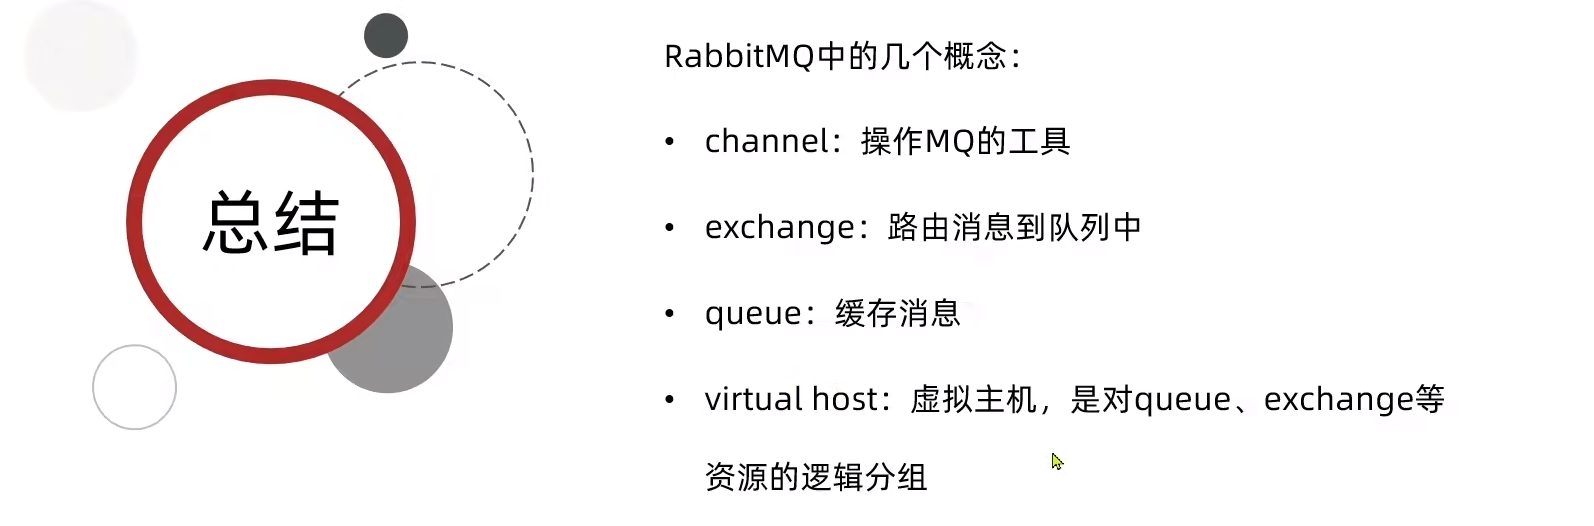 总结
RabbitMQ中的几个概念：
• channel：操作MQ的工具
• exchange：路由消息到队列中
• queue：缓存消息
• virtual host：虚拟主机，是对queue、exchange等
资源的逻辑分组